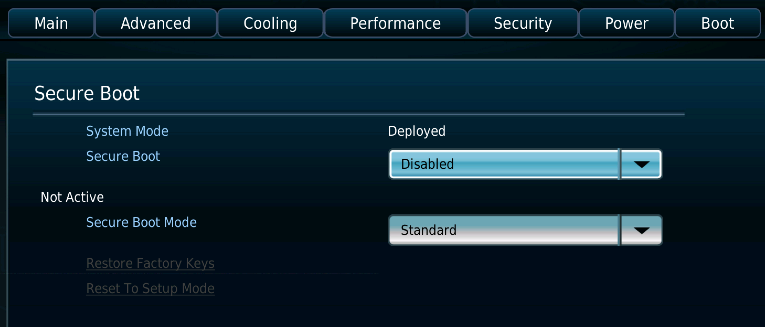 Main Advanced Cooling Performance Security Power Boot
Secure Boot
System Mode Deployed
Secure Boot Disabled
Not Active
Secure Boot Mode Standard
Restore Factory Keys
Reset To Setup Mode